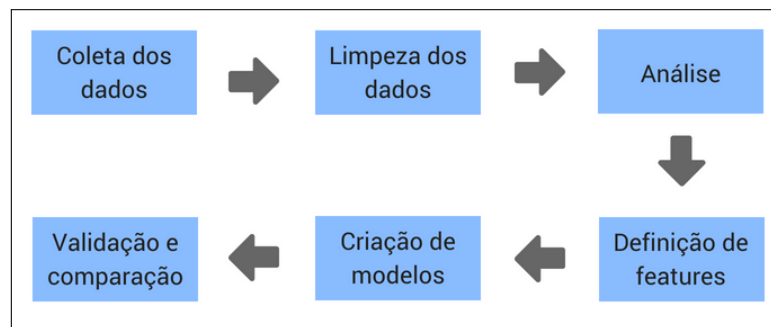 Coleta dos
dados
Limpeza dos
dados
Análise
Definição de
features
Criação de
modelos
Validação e
comparação